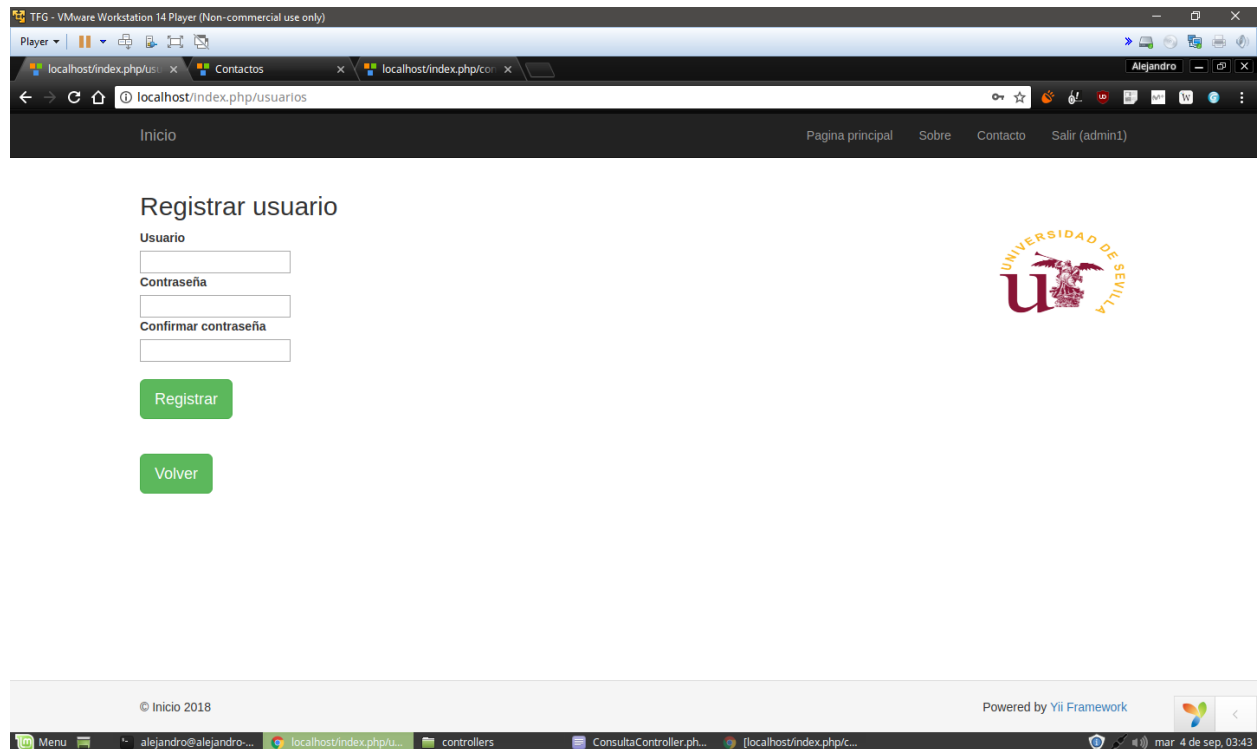 TFG - VMware Workstation 14 Player (Non-commercial use only)
Player
localhost/index.php/usu
Contactos
localhost/index.php/con
Alejandro
localhost/index.php/usuarios
Inicio
Pagina principal Sobre Contacto Salir (admin1)
Registrar usuario
Usuario
Contraseña
Confirmar contraseña
Registrar
Volver
UNIVERSIDAD DE SEVILLA
© Inicio 2018
Powered by Yii Framework
Menu
alejandro@alejandro-...
localhost/index.php/u...
controllers
ConsultaController.ph...
[localhost/index.php/c...
mar 4 de sep, 03:43